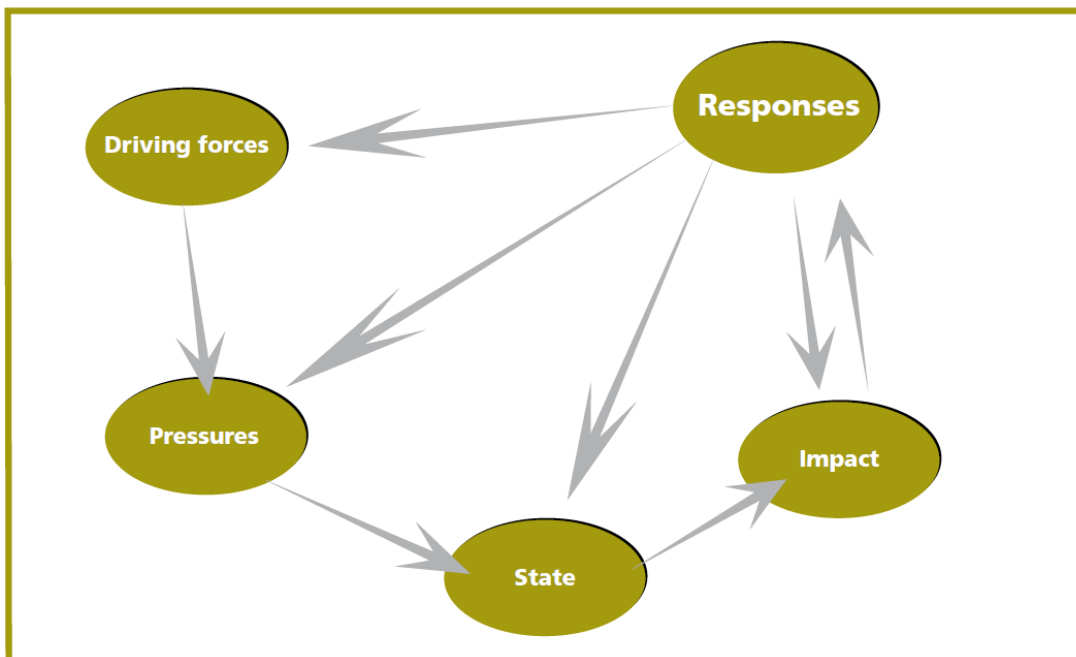 Responses
Driving forces
Pressures
Impact
State